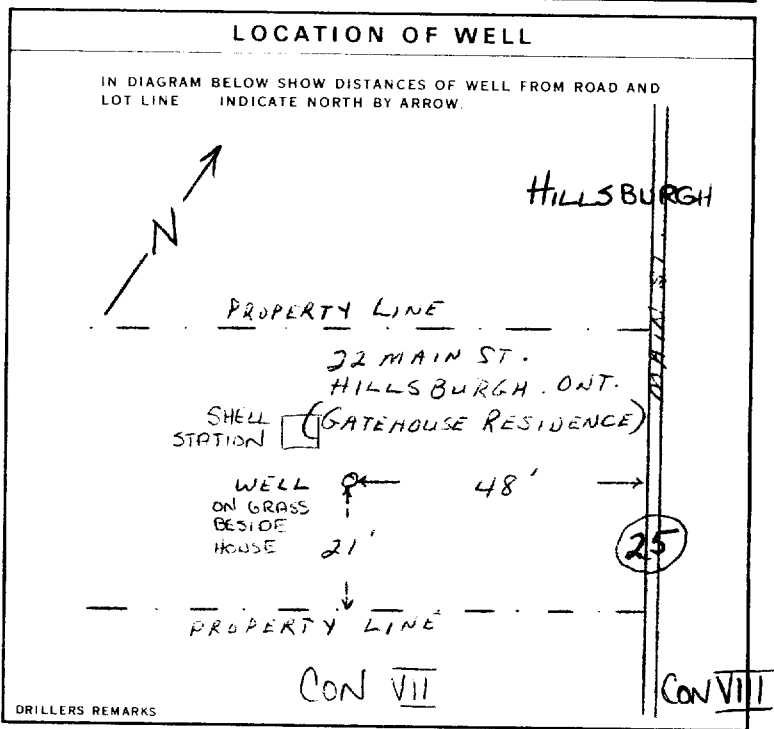 LOCATION OF WELL
IN DIAGRAM BELOW SHOW DISTANCES OF WELL FROM ROAD AND
LOT LINE INDICATE NORTH BY ARROW.
HILLSBURGH
N
MAIN ST
PROPERTY LINE
22 MAIN ST.
HILLSBURGH. ONT.
(GATEHOUSE RESIDENCE)
SHELL
STATION
WELL
ON GRASS
BESIDE
HOUSE
48'
21'
25
PROPERTY LINE
CON VII
CON VIII
DRILLERS REMARKS